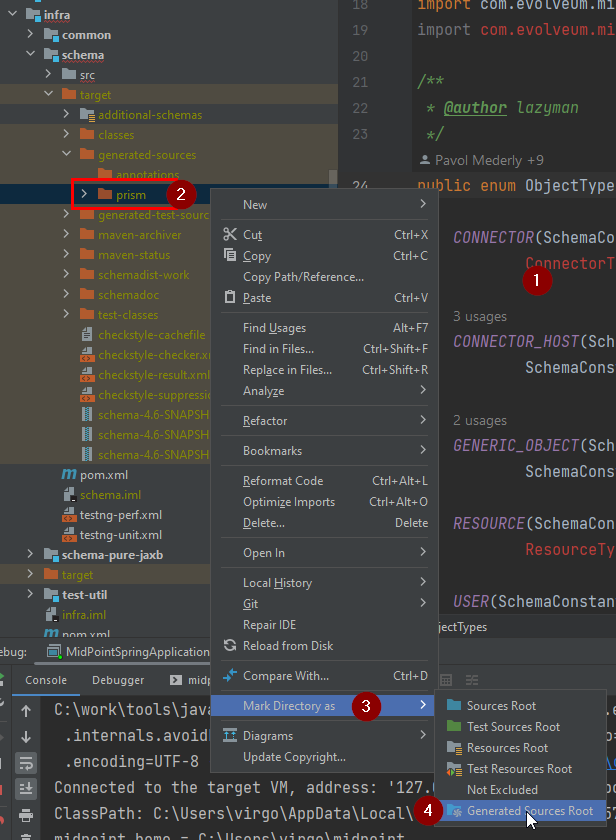 infra
common
schema
src
target
additional-schemas
classes
generated-sources
annotations
prism
2
generated-test-sourc
maven-archiver
maven-status
schemadist-work
schemadoc
test-classes
checkstyle-cachefile
checkstyle-checker.xm
checkstyle-result.xml
checkstyle-suppressio
schema-4.6-SNAPSH
schema-4.6-SNAPSH
schema-4.6-SNAPSH
pom.xml
schema.iml
testng-perf.xml
testng-unit.xml
schema-pure-jaxb
target
test-util
infra.iml
pom.xml
18 import com.evolveum.mi
19 import com.evolveum.mi
20
21 /**
22 * @author lazyman
23 */
Pavol Mederly +9
24 public enum ObjectType
CONNECTOR(SchemaCo
ConnectorT
1
3 usages
CONNECTOR_HOST(Sch
SchemaCons
2 usages
GENERIC_OBJECT(Sch
SchemaCons
RESOURCE(SchemaCon
ResourceTy
USER(SchemaConstan
jectTypes
New
Cut Ctrl+X
Copy Ctrl+C
Copy Path/Reference...
Paste Ctrl+V
Find Usages Alt+F7
Find in Files... Ctrl+Shift+F
Replace in Files... Ctrl+Shift+R
Analyze
Refactor
Bookmarks
Reformat Code Ctrl+Alt+L
Optimize Imports Ctrl+Alt+O
Delete... Delete
Open In
Local History
Git
Repair IDE
Reload from Disk
Compare With... Ctrl+D
Mark Directory as 3
Diagrams
Update Copyright...
Sources Root
Test Sources Root
Resources Root
Test Resources Root
Not Excluded
4 Generated Sources Root
ebug: MidPointSpringApplication
Console Debugger midp
C:\work\tools\java
.internals.avoid
.encoding=UTF-8
Connected to the target VM, address: '127.
ClassPath: C:\Users\virgo\AppData\Local\
midpoint.home = C:\Users\virgo\midpoint